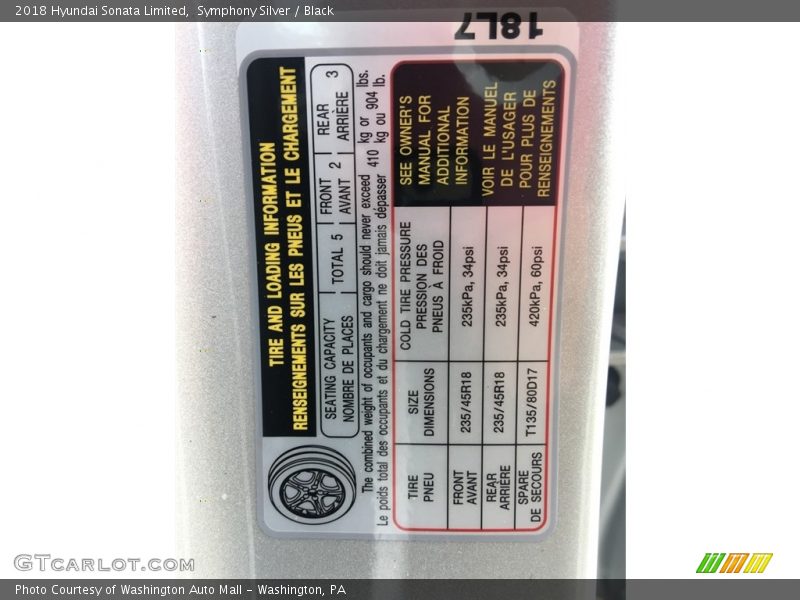 2018 Hyundai Sonata Limited, Symphony Silver / Black
18L7
TIRE AND LOADING INFORMATION
RENSEIGNEMENTS SUR LES PNEUS ET LE CHARGEMENT
SEATING CAPACITY
NOMBRE DE PLACES
TOTAL 5
FRONT
AVANT
2
REAR
ARRIÈRE
3
The combined weight of occupants and cargo should never exceed 410 kg or 904 lbs.
Le poids total des occupants et du chargement ne doit jamais dépasser 410 kg ou 904 lb.
TIRE
PNEU
SIZE
DIMENSIONS
COLD TIRE PRESSURE
PRESSION DES
PNEUS À FROID
FRONT
AVANT
235/45R18
235kPa, 34psi
REAR
ARRIÈRE
235/45R18
235kPa, 34psi
SPARE
DE SECOURS
T135/80D17
420kPa, 60psi
SEE OWNER'S
MANUAL FOR
ADDITIONAL
INFORMATION
VOIR LE MANUEL
DE L'USAGER
POUR PLUS DE
RENSEIGNEMENTS
GTcarlot.com
Photo Courtesy of Washington Auto Mall - Washington, PA